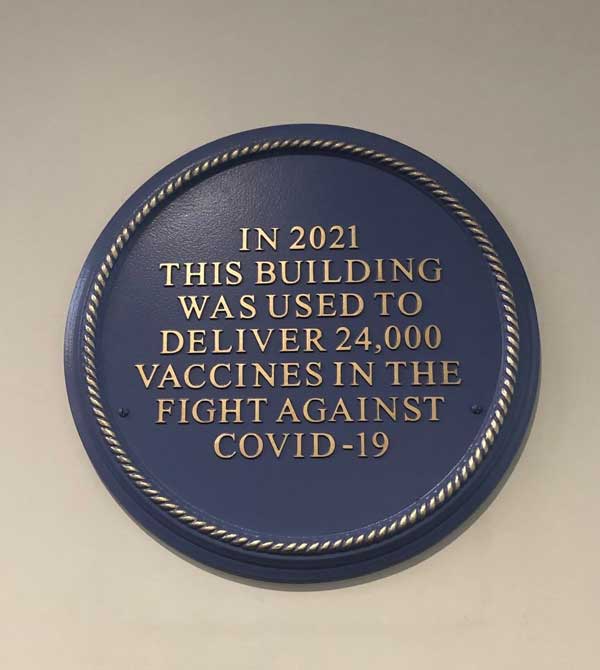 IN 2021
THIS BUILDING
WAS USED TO
DELIVER 24,000
VACCINES IN THE
FIGHT AGAINST
COVID-19